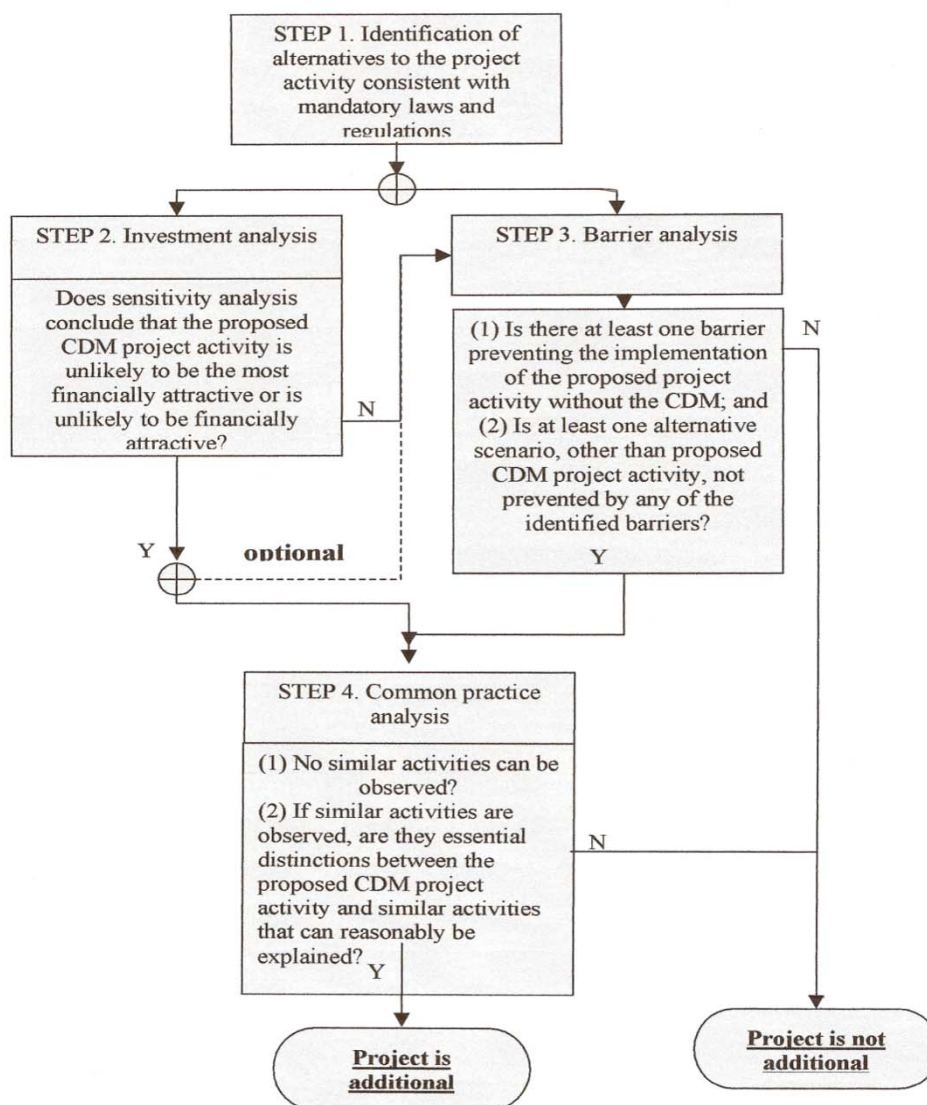 STEP 1. Identification of
alternatives to the project
activity consistent with
mandatory laws and
regulations
STEP 2. Investment analysis
Does sensitivity analysis
conclude that the proposed
CDM project activity is
unlikely to be the most
financially attractive or is
unlikely to be financially
attractive?
N
Y
optional
STEP 3. Barrier analysis
(1) Is there at least one barrier
preventing the implementation
of the proposed project
activity without the CDM; and
(2) Is at least one alternative
scenario, other than proposed
CDM project activity, not
prevented by any of the
identified barriers?
Y
N
STEP 4. Common practice
analysis
(1) No similar activities can be
observed?
(2) If similar activities are
observed, are they essential
distinctions between the
proposed CDM project
activity and similar activities
that can reasonably be
explained?
Y
N
Project is
additional
Project is not
additional